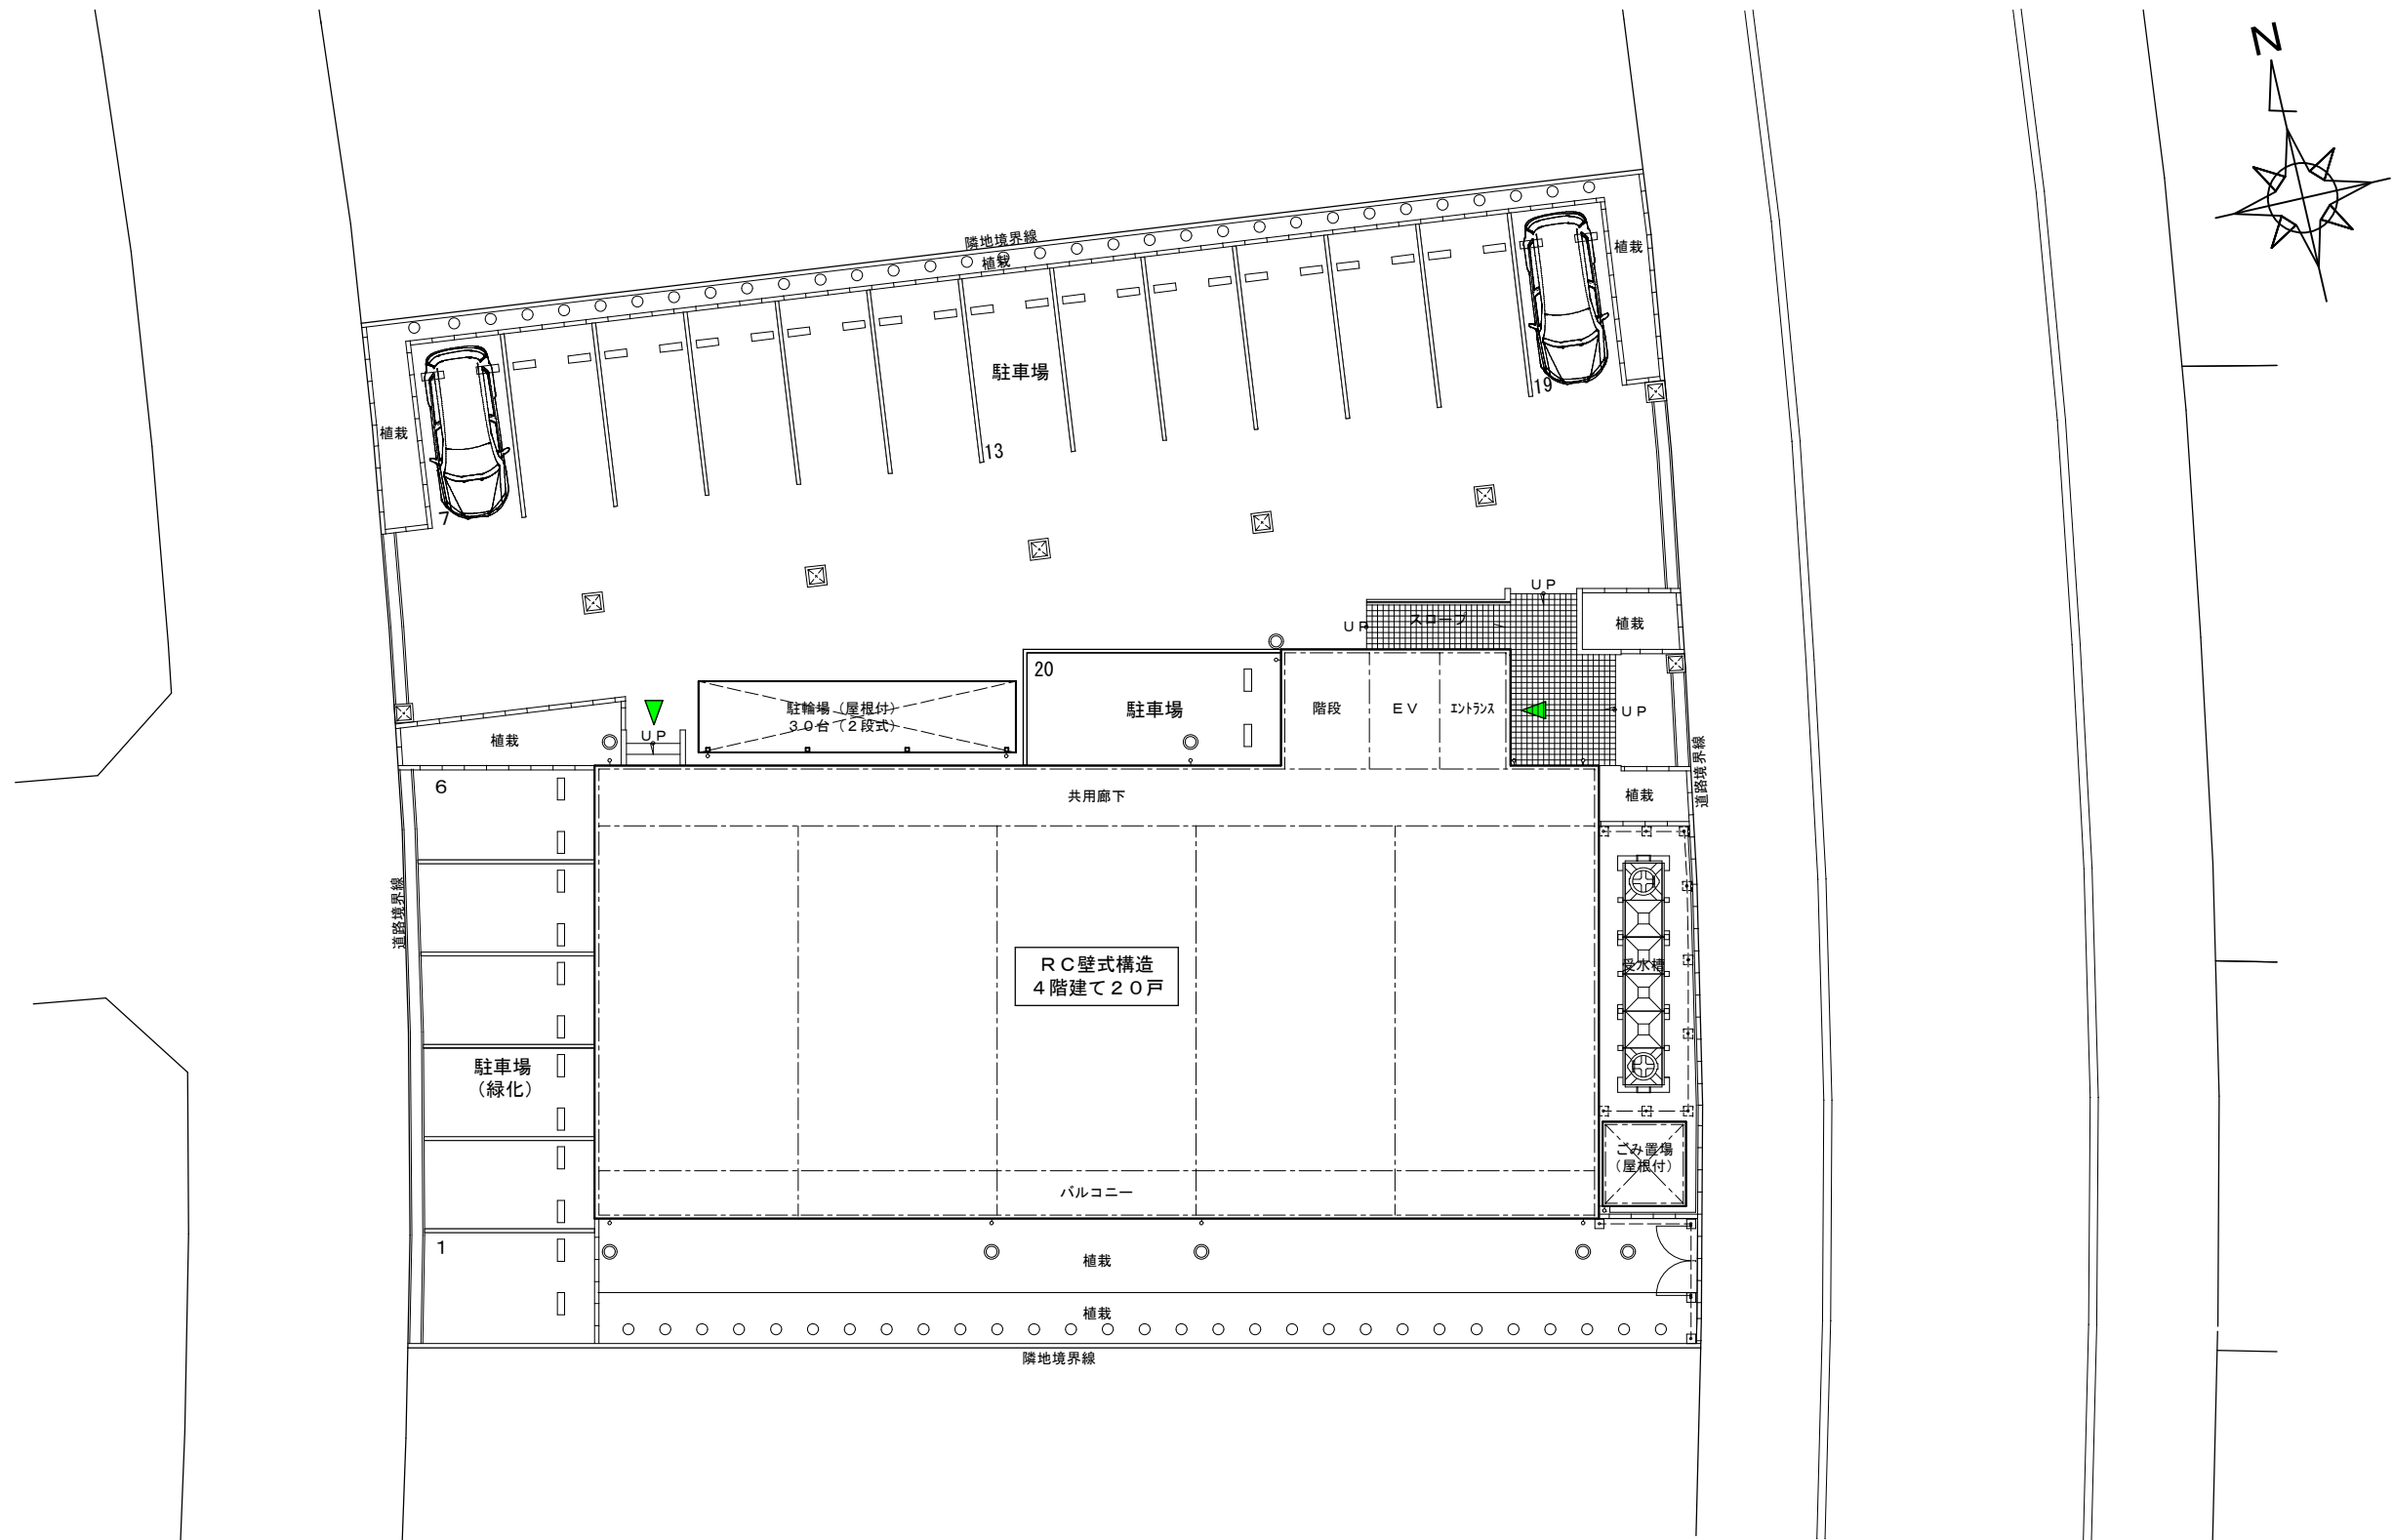 N
隣地境界線
植栽
植栽
駐車場
19
植栽
13
7
ＵＰ
スロープ
ＵＰ
植栽
20
駐輪場（屋根付）
３０台（２段式）
駐車場
階段
ＥＶ
エントランス
ＵＰ
ＵＰ
植栽
道路境界線
6
共用廊下
植栽
道路境界線
ＲＣ壁式構造
４階建て２０戸
受水槽
駐車場
（緑化）
ごみ置場
（屋根付）
バルコニー
1
植栽
植栽
隣地境界線